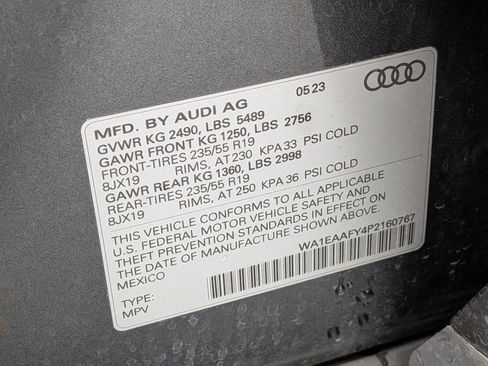 MFD. BY AUDI AG 05 23
GVWR KG 2490, LBS 5489
GAWR FRONT KG 1250, LBS 2756
FRONT-TIRES 235/55 R19
8JX19 RIMS, AT 230 KPA 33 PSI COLD
GAWR REAR KG 1360, LBS 2998
REAR-TIRES 235/55 R19
8JX19 RIMS, AT 250 KPA 36 PSI COLD
THIS VEHICLE CONFORMS TO ALL APPLICABLE
U.S. FEDERAL MOTOR VEHICLE SAFETY AND
THEFT PREVENTION STANDARDS IN EFFECT ON
THE DATE OF MANUFACTURE SHOWN ABOVE.
MEXICO
WA1EAAFY4P2160767
TYPE:
MPV